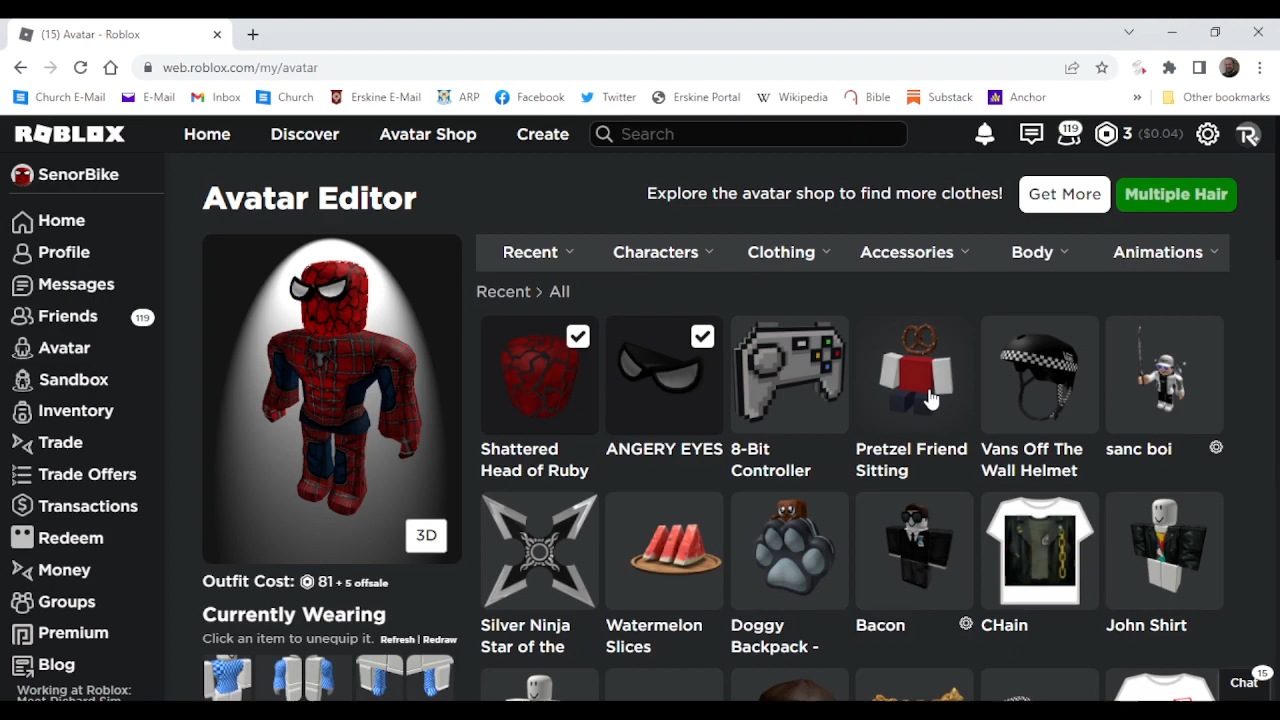 (15) Avatar - Roblox
web.roblox.com/my/avatar
Church E-Mail E-Mail Inbox Church Erskine E-Mail ARP Facebook Twitter Erskine Portal Wikipedia Bible Substack Anchor » Other bookmarks
ROBLOX Home Discover Avatar Shop Create Search 119 3 ($0.04)
SenorBike
Home
Profile
Messages
Friends 119
Avatar
Sandbox
Inventory
Trade
Trade Offers
Transactions
Redeem
Money
Groups
Premium
Blog
Working at Roblox:
Avatar Editor
Explore the avatar shop to find more clothes! Get More Multiple Hair
Recent Characters Clothing Accessories Body Animations
Recent > All
3D
Outfit Cost: 81 + 5 offsale
Currently Wearing
Click an item to unequip it. Refresh | Redraw
Shattered
Head of Ruby
ANGERY EYES
8-Bit
Controller
Pretzel Friend
Sitting
Vans Off The
Wall Helmet
sanc boi
Silver Ninja
Star of the
Watermelon
Slices
Doggy
Backpack -
Bacon
CHain
John Shirt
Chat 15